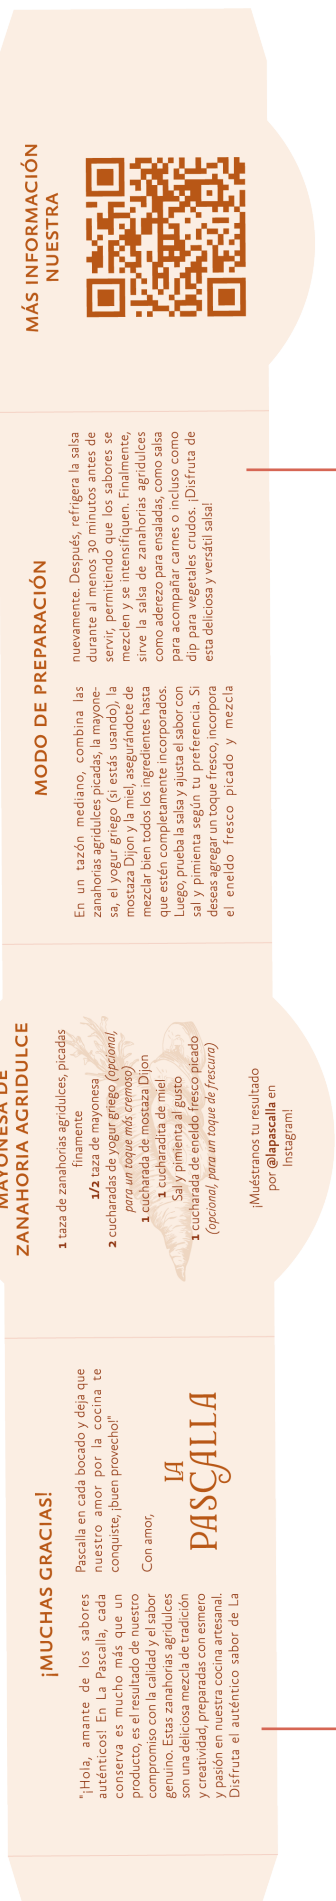 ¡MUCHAS GRACIAS!
"¡Hola, amante de los sabores
auténticos! En La Pascalla, cada
conserva es mucho más que un
producto, es el resultado de nuestro
compromiso con la calidad y el sabor
genuino. Estas zanahorias agridulces
son una deliciosa mezcla de tradición
y creatividad, preparadas con esmero
y pasión en nuestra cocina artesanal.
Disfruta el auténtico sabor de La
Pascalla en cada bocado y deja que
nuestro amor por la cocina te
conquiste, ¡buen provecho!"
Con amor,
LA
PASCALLA
MAYONESA DE
ZANAHORIA AGRIDULCE
1 taza de zanahorias agridulces, picadas
finamente
1/2 taza de mayonesa
2 cucharadas de yogur griego (opcional,
para un toque más cremoso)
1 cucharada de mostaza Dijon
1 cucharadita de miel
Sal y pimienta al gusto
1 cucharada de eneldo fresco picado
(opcional, para un toque de frescura)
¡Muéstranos tu resultado
por @lapascalla en
Instagram!
MODO DE PREPARACIÓN
En un tazón mediano, combina las
zanahorias agridulces picadas, la mayone-
sa, el yogur griego (si estás usando), la
mostaza Dijon y la miel, asegurándote de
mezclar bien todos los ingredientes hasta
que estén completamente incorporados.
Luego, prueba la salsa y ajusta el sabor con
sal y pimienta según tu preferencia. Si
deseas agregar un toque fresco, incorpora
el eneldo fresco picado y mezcla
nuevamente. Después, refrigera la salsa
durante al menos 30 minutos antes de
servir, permitiendo que los sabores se
mezclen y se intensifiquen. Finalmente,
sirve la salsa de zanahorias agridulces
como aderezo para ensaladas, como salsa
para acompañar carnes o incluso como
dip para vegetales crudos. ¡Disfruta de
esta deliciosa y versátil salsa!
MÁS INFORMACIÓN
NUESTRA